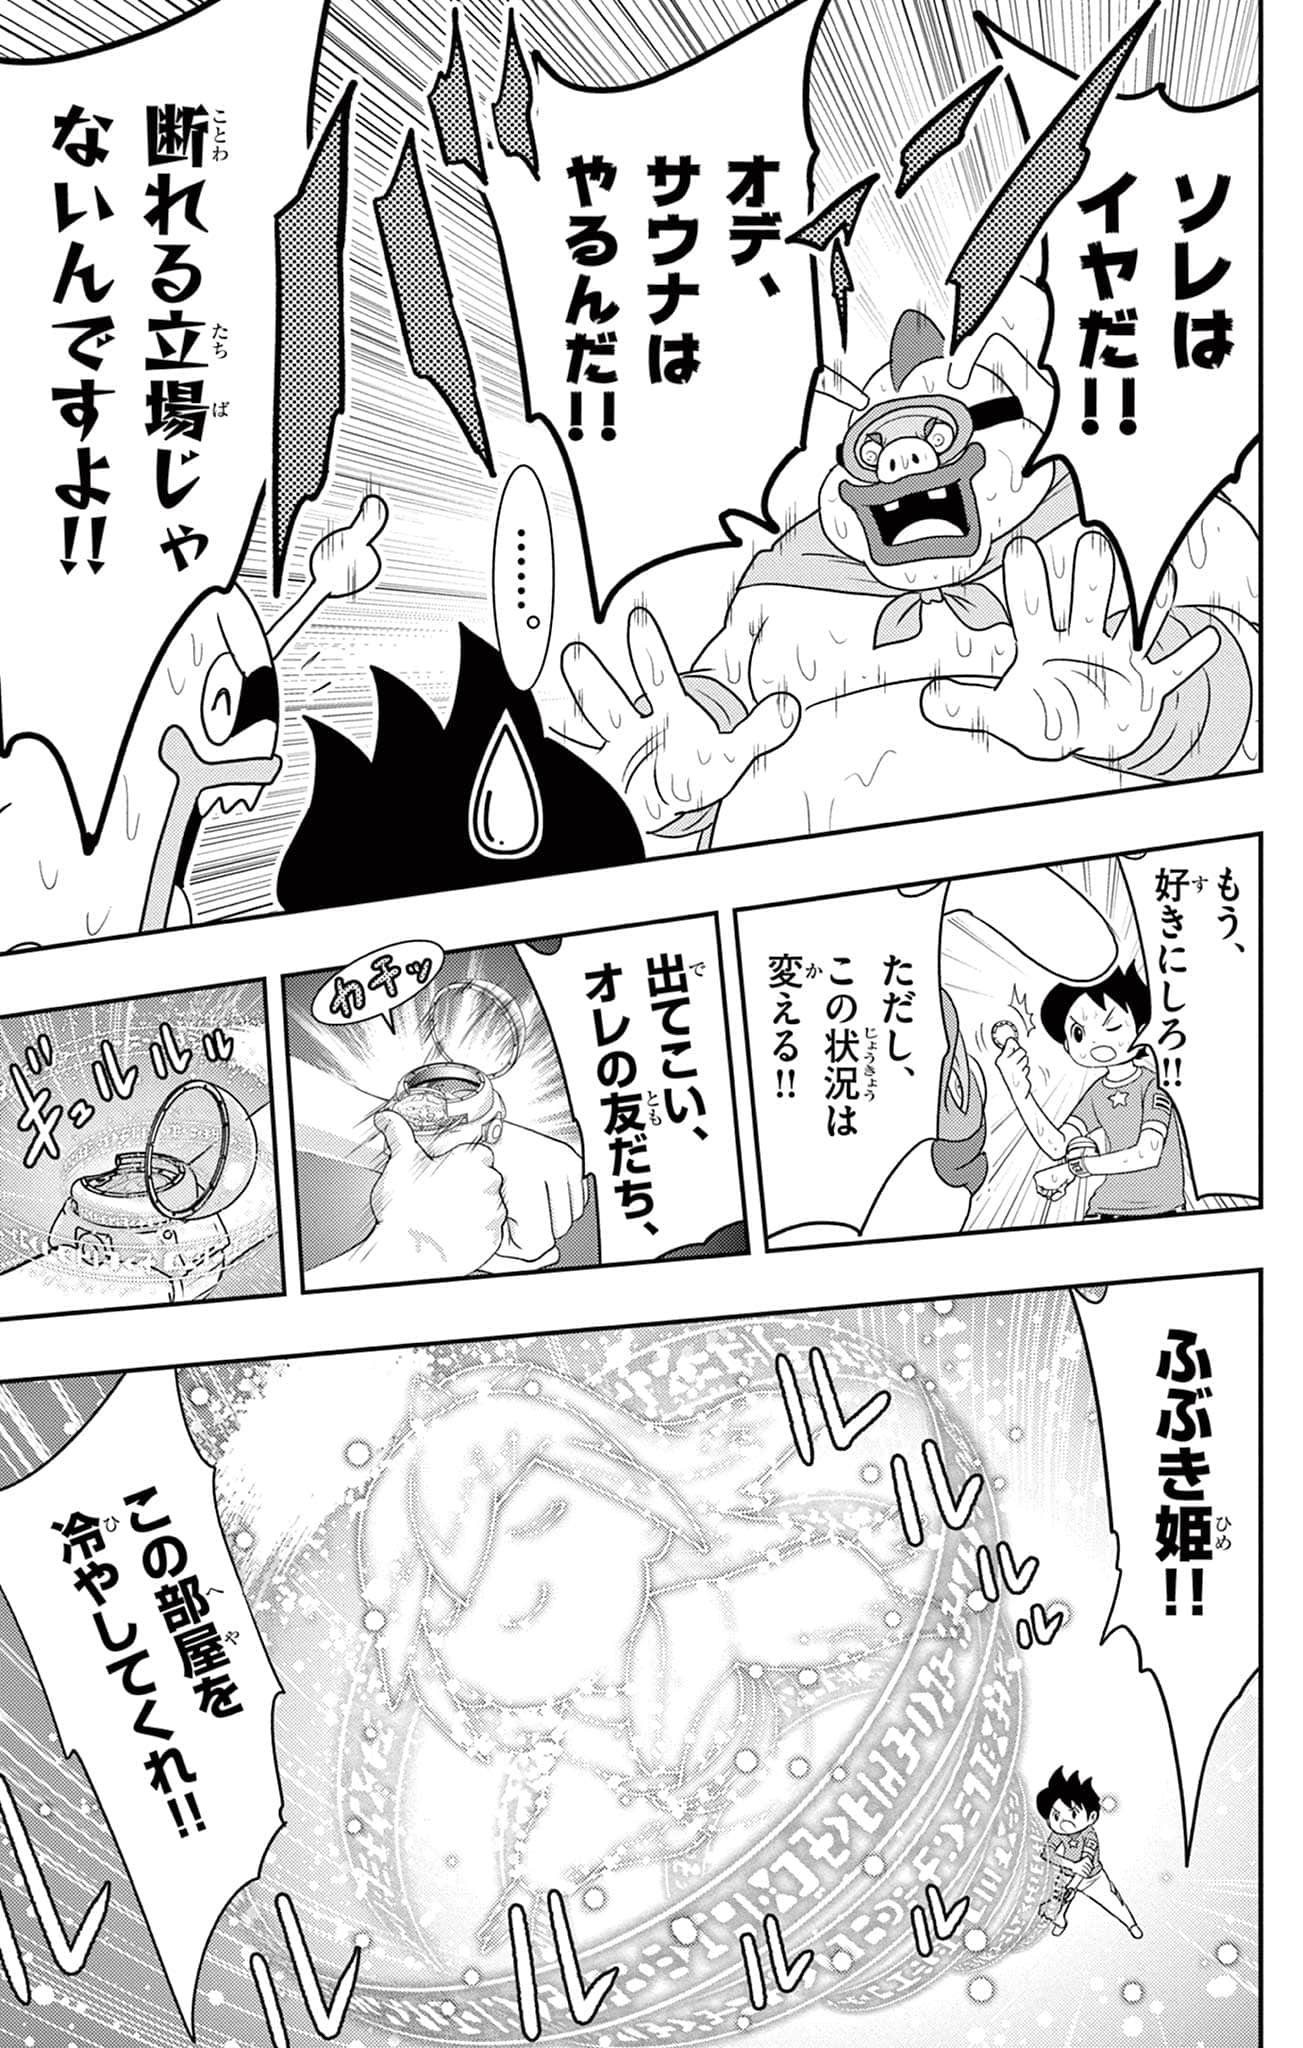 ソレは
イヤだ!!
オデ、
サウナは
やるんだ!!
……。
断れる立場じゃ
ないんですよ!!
もう、
好きにしろ!!
ただし、
この状況は
変える!!
出てこい、
オレの友だち、
カチッ
ギュルルル
ふぶき姫!!
ルルルルルル
この部屋を
冷やしてくれ!!